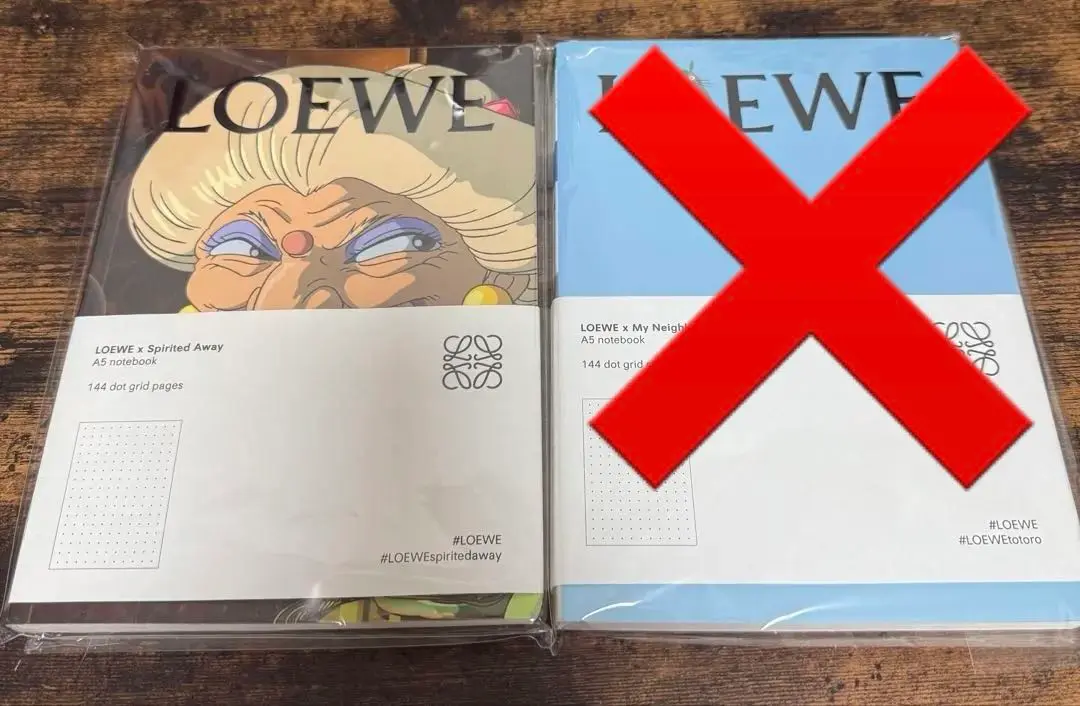 LOEWE
LOEWE x Spirited Away
A5 notebook
144 dot grid pages
#LOEWE
#LOEWEspiritedaway
EWE
LOEWE x My
A5 notebook
144 dot grid
#LOEWE
#LOEWEtotoro